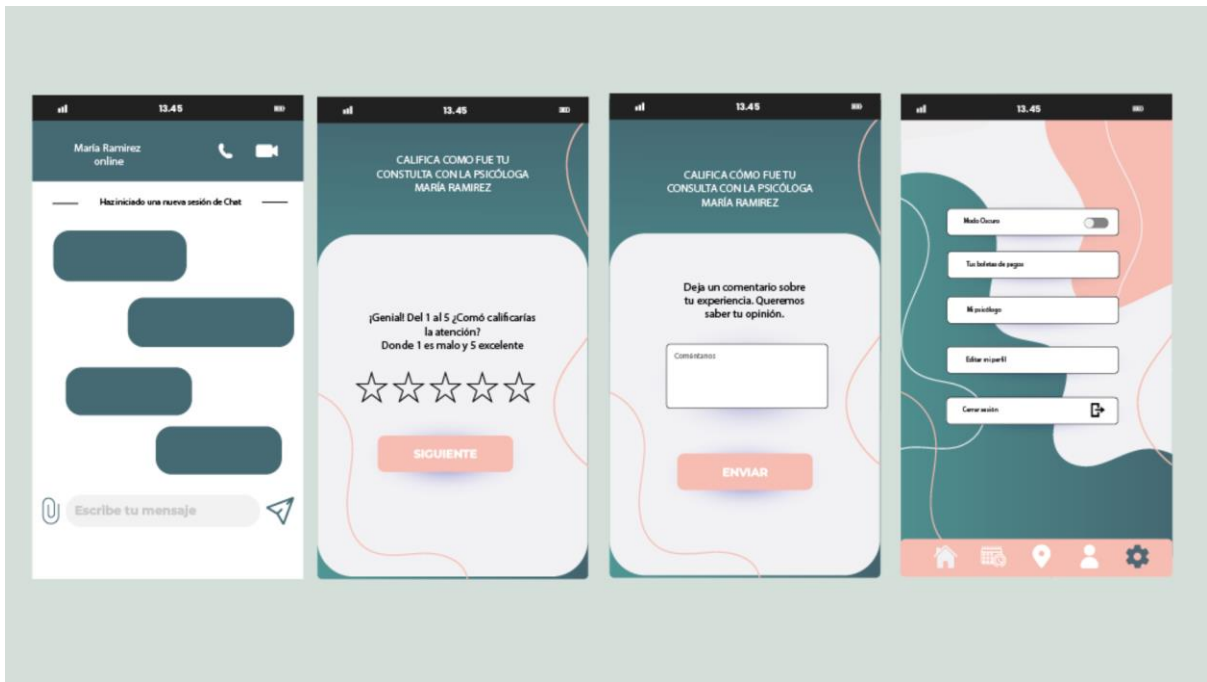 13.45
María Ramirez
online
Haz iniciado una nueva sesión de Chat
Escribe tu mensaje
13.45
CALIFICA COMO FUE TU
CONSTULTA CON LA PSICÓLOGA
MARÍA RAMIREZ
¡Genial! Del 1 al 5 ¿Comó calificarías
la atención?
Donde 1 es malo y 5 excelente
SIGUIENTE
13.45
CALIFICA CÓMO FUE TU
CONSULTA CON LA PSICÓLOGA
MARÍA RAMIREZ
Deja un comentario sobre
tu experiencia. Queremos
saber tu opinión.
Coméntanos
ENVIAR
13.45
Modo Oscuro
Tus boletas de pagos
Mi psicólogo
Editar mi perfil
Cerrar sesión